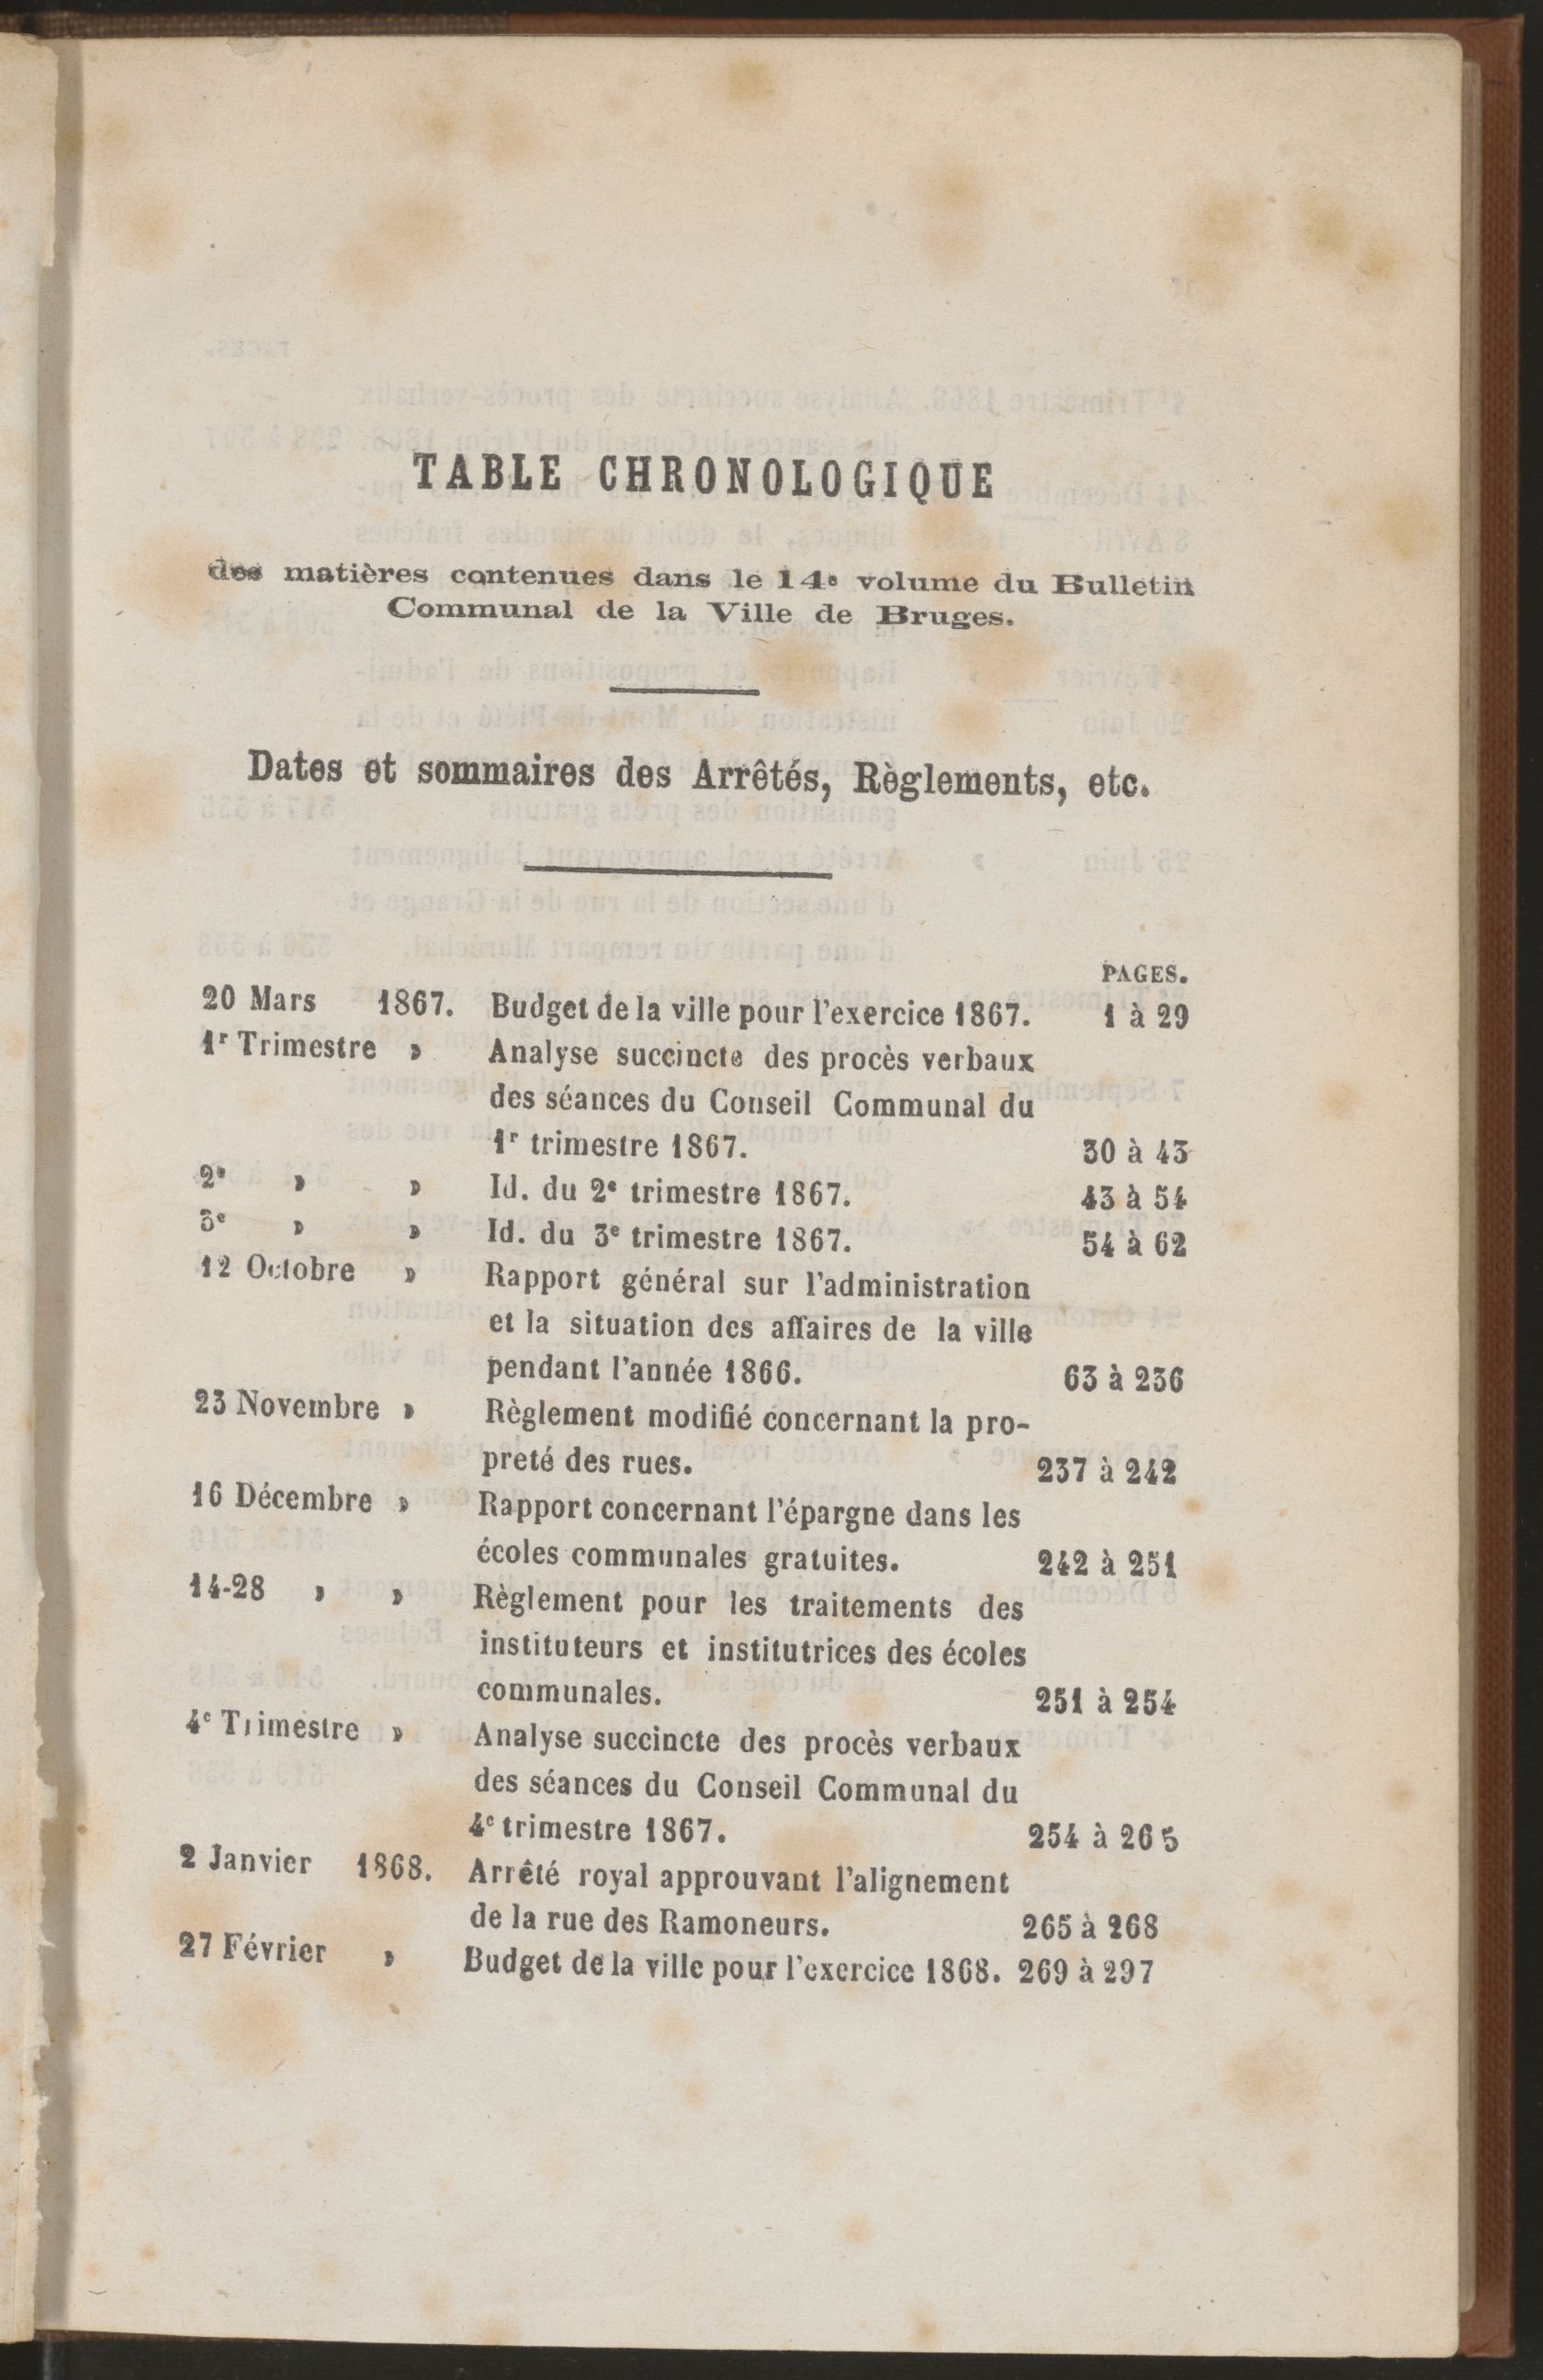 TABLE CHRONOLOGIQUE
des matières contenues dans le 14e volume du Bulletin
Communal de la Ville de Bruges.
Dates et sommaires des Arrêtés, Règlements, etc.
PAGES.
20 Mars 1867. Budget de la ville pour l'exercice 1867. 1 à 29
1r Trimestre » Analyse succincte des procès verbaux
des séances du Conseil Communal du
1r trimestre 1867. 30 à 43
2e » » Id. du 2e trimestre 1867. 43 à 54
3e » » Id. du 3e trimestre 1867. 54 à 62
12 Octobre » Rapport général sur l'administration
et la situation des affaires de la ville
pendant l'année 1866. 63 à 236
23 Novembre » Règlement modifié concernant la pro-
preté des rues. 237 à 242
16 Décembre » Rapport concernant l'épargne dans les
écoles communales gratuites. 242 à 251
14-28 » » Règlement pour les traitements des
instituteurs et institutrices des écoles
communales. 251 à 254
4e Trimestre » Analyse succincte des procès verbaux
des séances du Conseil Communal du
4e trimestre 1867. 254 à 265
2 Janvier 1868. Arrêté royal approuvant l'alignement
de la rue des Ramoneurs. 265 à 268
27 Février » Budget de la ville pour l'exercice 1868. 269 à 297